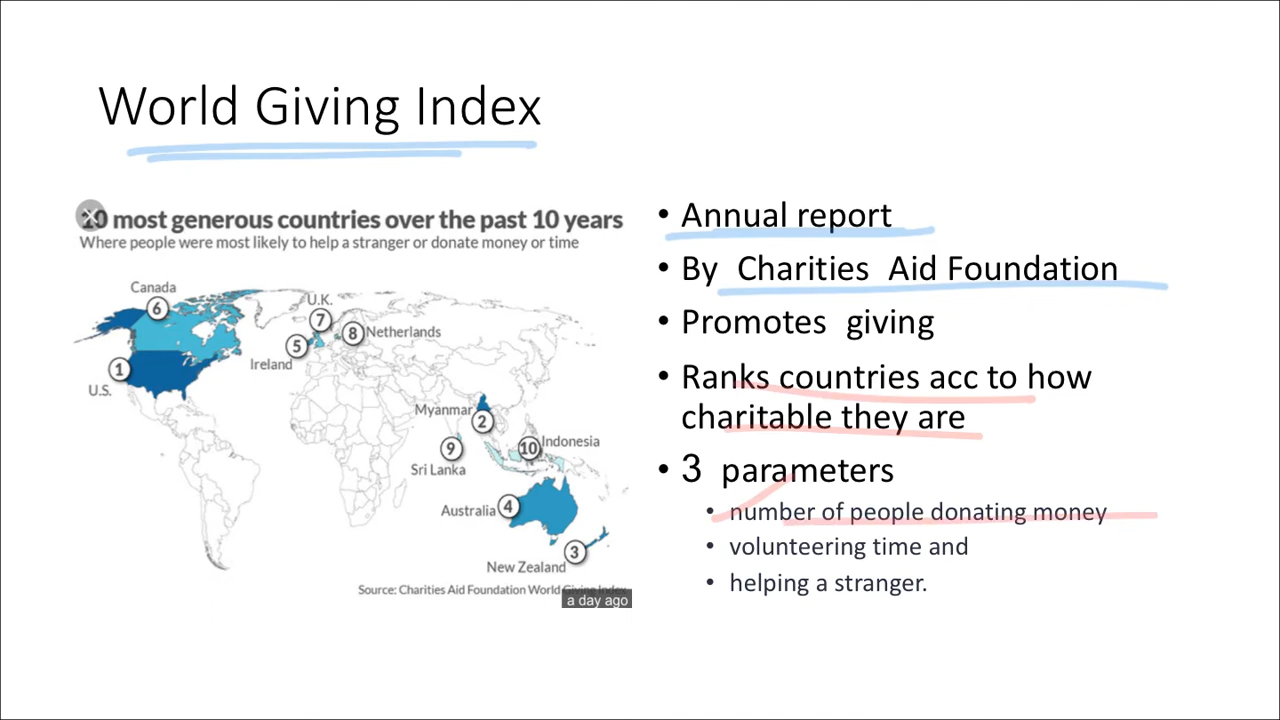 World Giving Index
10 most generous countries over the past 10 years
Where people were most likely to help a stranger or donate money or time
Canada
6
U.K.
7
8 Netherlands
5
Ireland
1
U.S.
Myanmar
2
9
Sri Lanka
10 Indonesia
Australia 4
3
New Zealand
Source: Charities Aid Foundation World Giving Index
a day ago
• Annual report
• By Charities Aid Foundation
• Promotes giving
• Ranks countries acc to how
charitable they are
• 3 parameters
• number of people donating money
• volunteering time and
• helping a stranger.